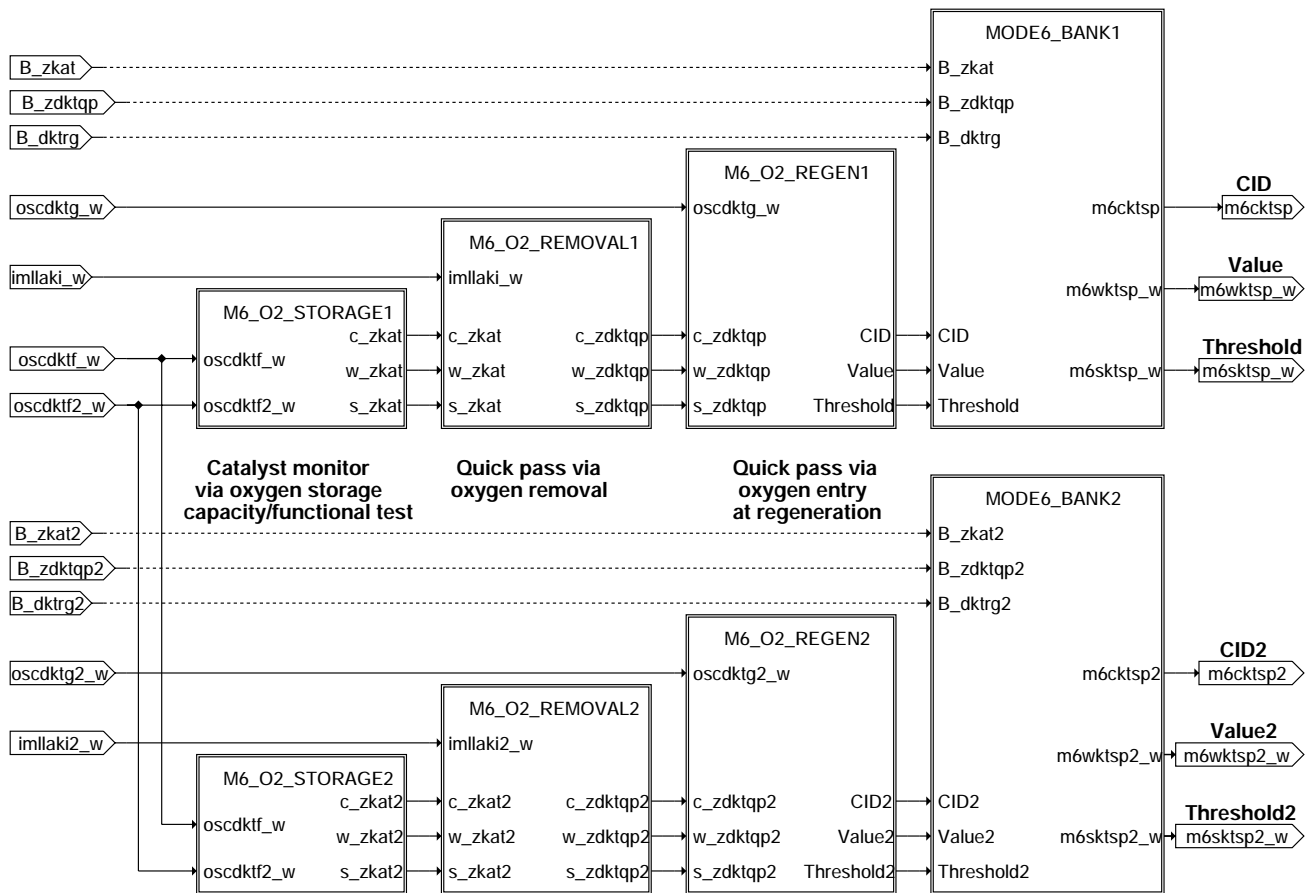 MODE6_BANK1
B_zkat
B_zkat
B_zdktqp
B_zdktqp
B_dktrg
B_dktrg
M6_O2_REGEN1
CID
oscdktg_w
oscdktg_w
m6cktsp
m6cktsp
M6_O2_REMOVAL1
Value
imllaki_w
imllaki_w
m6wktsp_w
m6wktsp_w
M6_O2_STORAGE1
c_zkat
c_zkat
c_zdktqp
c_zdktqp
CID
CID
Threshold
oscdktf_w
oscdktf_w
w_zkat
w_zkat
w_zdktqp
w_zdktqp
Value
Value
m6sktsp_w
m6sktsp_w
oscdktf2_w
oscdktf2_w
s_zkat
s_zkat
s_zdktqp
s_zdktqp
Threshold
Threshold
Catalyst monitor
via oxygen storage
capacity/functional test
Quick pass via
oxygen removal
Quick pass via
oxygen entry
at regeneration
MODE6_BANK2
B_zkat2
B_zkat2
B_zdktqp2
B_zdktqp2
B_dktrg2
B_dktrg2
M6_O2_REGEN2
CID2
oscdktg2_w
oscdktg2_w
m6cktsp2
m6cktsp2
M6_O2_REMOVAL2
Value2
imllaki2_w
imllaki2_w
m6wktsp2_w
m6wktsp2_w
M6_O2_STORAGE2
c_zkat2
c_zkat2
c_zdktqp2
c_zdktqp2
CID2
CID2
Threshold2
oscdktf_w
w_zkat2
w_zkat2
w_zdktqp2
w_zdktqp2
Value2
Value2
m6sktsp2_w
m6sktsp2_w
oscdktf2_w
s_zkat2
s_zkat2
s_zdktqp2
s_zdktqp2
Threshold2
Threshold2